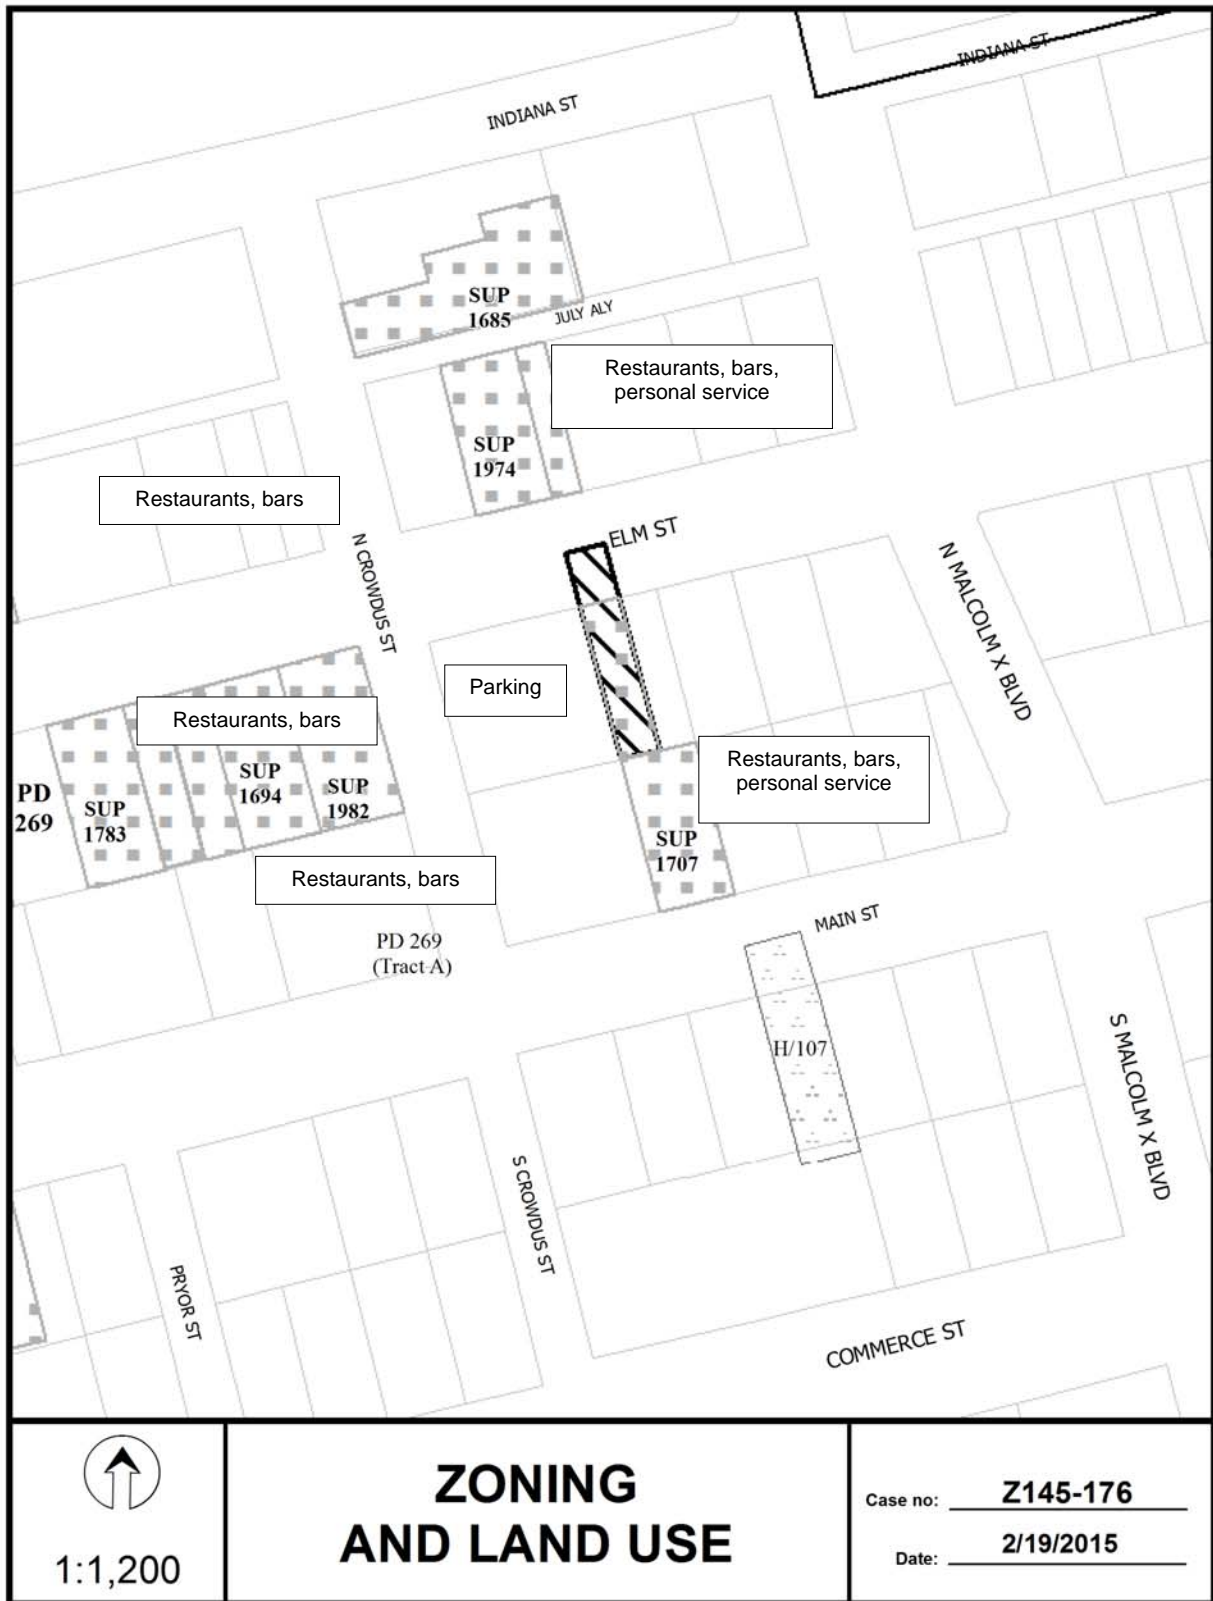 INDIANA ST
INDIANA ST
SUP
1685
JULY ALY
Restaurants, bars,
personal service
SUP
1974
Restaurants, bars
ELM ST
N CROWDUS ST
N MALCOLM X BLVD
Parking
Restaurants, bars
Restaurants, bars,
personal service
PD
269
SUP
1783
SUP
1694
SUP
1982
SUP
1707
Restaurants, bars
MAIN ST
PD 269
(Tract A)
H/107
S MALCOLM X BLVD
S CROWDUS ST
PRYOR ST
COMMERCE ST
1:1,200
ZONING
AND LAND USE
Case no: Z145-176
Date: 2/19/2015